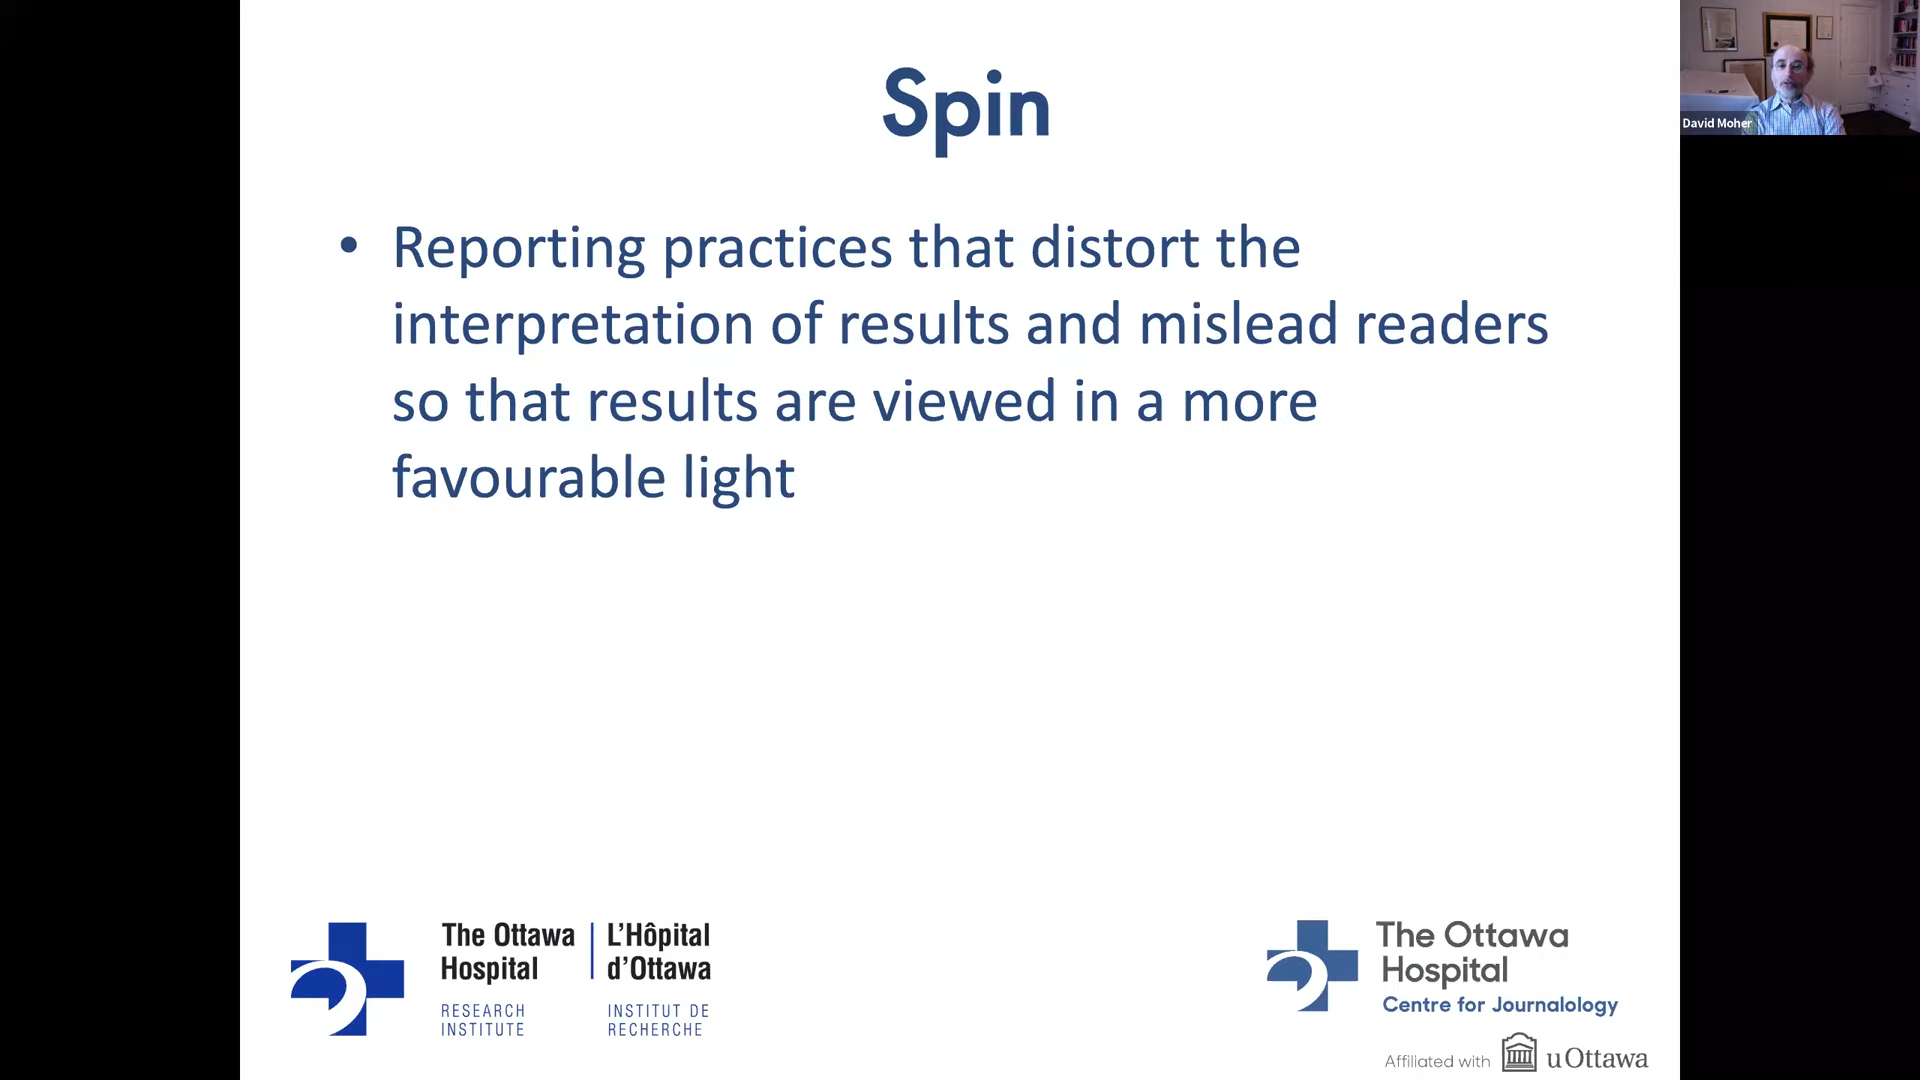 Spin
• Reporting practices that distort the
interpretation of results and mislead readers
so that results are viewed in a more
favourable light
David Moher
The Ottawa
Hospital
RESEARCH
INSTITUTE
L'Hôpital
d'Ottawa
INSTITUT DE
RECHERCHE
The Ottawa
Hospital
Centre for Journalology
Affiliated with uOttawa